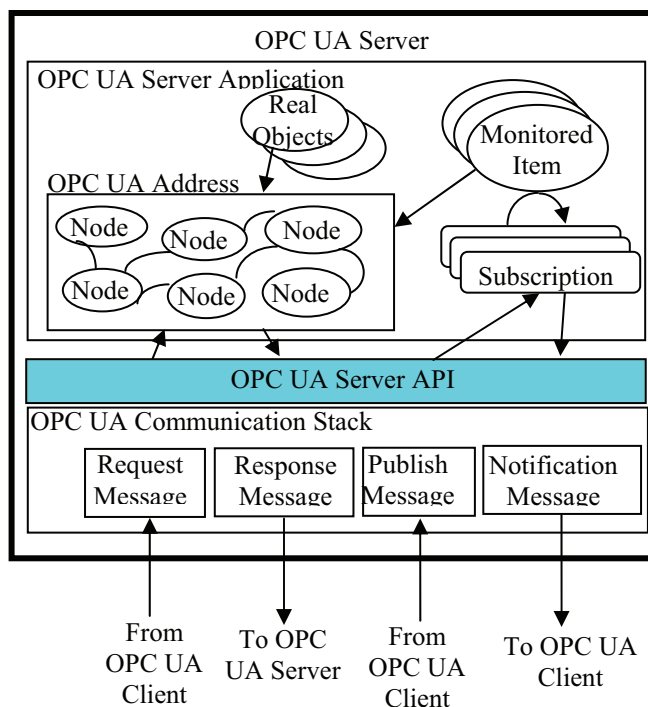 OPC UA Server
OPC UA Server Application
Real
Objects
Monitored
Item
OPC UA Address
Node
Node
Node
Node
Node
Node
Subscription
OPC UA Server API
OPC UA Communication Stack
Request
Message
Response
Message
Publish
Message
Notification
Message
From
OPC UA
Client
To OPC
UA Server
From
OPC UA
Client
To OPC UA
Client